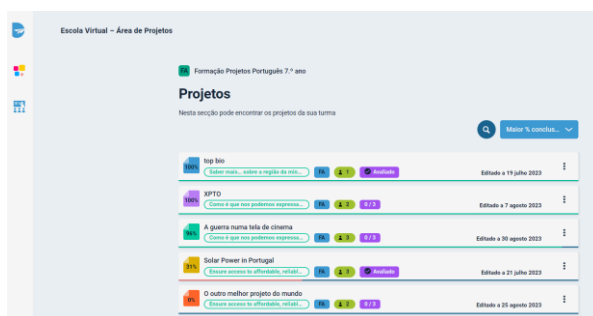 Escola Virtual – Área de Projetos
FA Formação Projetos Português 7.º ano
Projetos
Nesta secção pode encontrar os projetos da sua turma
Maior % conclus...
100% top bio
Saber mais... sobre a região da min... FA 1 Avaliado Editado a 19 julho 2023
100% XPTO
Como é que nos podemos expressa... FA 2 0 / 3 Editado a 7 agosto 2023
96% A guerra numa tela de cinema
Como é que nos podemos expressa... FA 3 0 / 3 Editado a 30 agosto 2023
31% Solar Power in Portugal
Ensure access to affordable, reliabl... FA 3 Avaliado Editado a 21 julho 2023
0% O outro melhor projeto do mundo
Ensure access to affordable, reliabl... FA 2 0 / 3 Editado a 25 agosto 2023